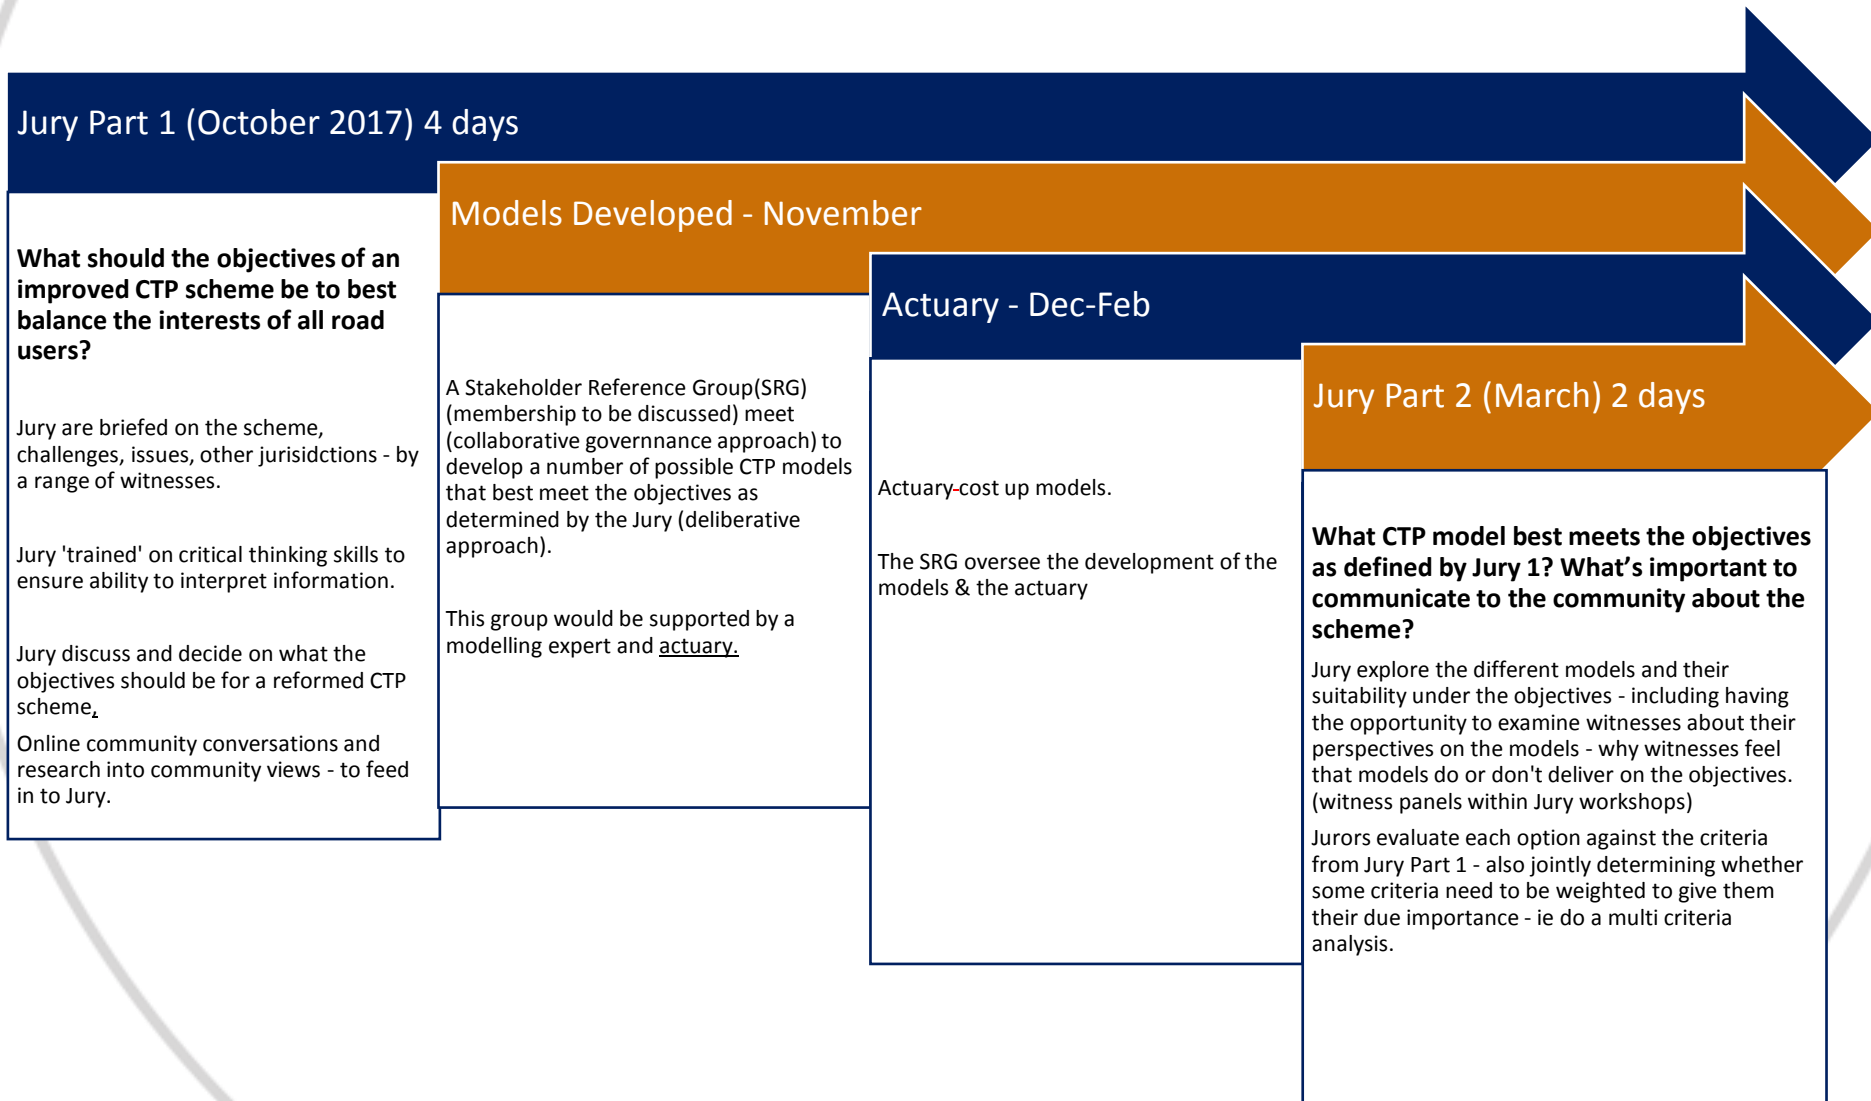 Jury Part 1 (October 2017) 4 days
What should the objectives of an
improved CTP scheme be to best
balance the interests of all road
users?
Jury are briefed on the scheme,
challenges, issues, other jurisidctions - by
a range of witnesses.
Jury 'trained' on critical thinking skills to
ensure ability to interpret information.
Jury discuss and decide on what the
objectives should be for a reformed CTP
scheme,
Online community conversations and
research into community views - to feed
in to Jury.
Models Developed - November
A Stakeholder Reference Group(SRG)
(membership to be discussed) meet
(collaborative governnance approach) to
develop a number of possible CTP models
that best meet the objectives as
determined by the Jury (deliberative
approach).
This group would be supported by a
modelling expert and actuary.
Actuary - Dec-Feb
Actuary-cost up models.
The SRG oversee the development of the
models & the actuary
Jury Part 2 (March) 2 days
What CTP model best meets the objectives
as defined by Jury 1? What’s important to
communicate to the community about the
scheme?
Jury explore the different models and their
suitability under the objectives - including having
the opportunity to examine witnesses about their
perspectives on the models - why witnesses feel
that models do or don't deliver on the objectives.
(witness panels within Jury workshops)
Jurors evaluate each option against the criteria
from Jury Part 1 - also jointly determining whether
some criteria need to be weighted to give them
their due importance - ie do a multi criteria
analysis.